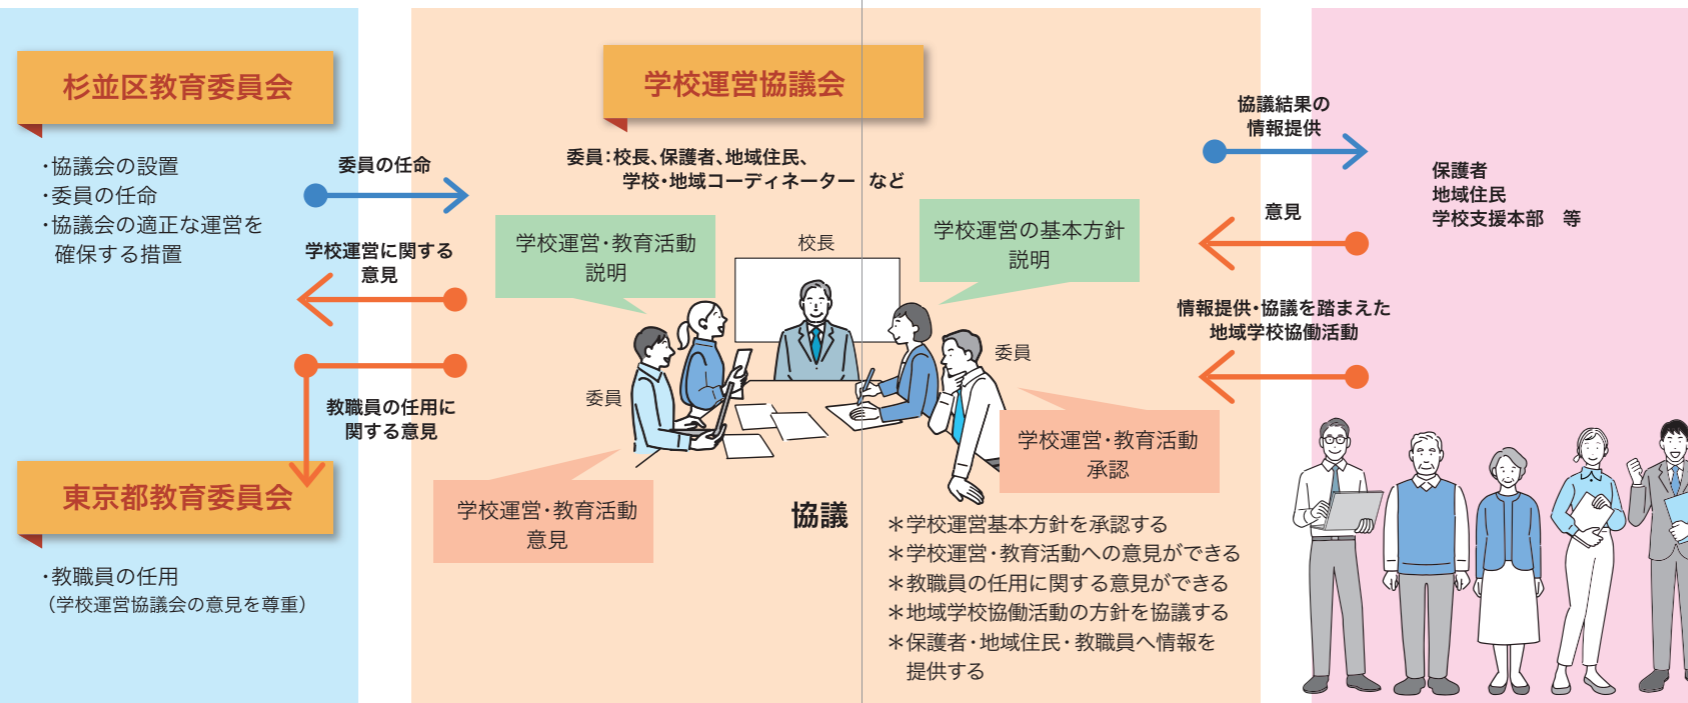 杉並区教育委員会
・協議会の設置
・委員の任命
・協議会の適正な運営を
確保する措置
委員の任命
学校運営に関する
意見
教職員の任用に
関する意見
東京都教育委員会
・教職員の任用
（学校運営協議会の意見を尊重）
学校運営協議会
委員：校長、保護者、地域住民、
学校・地域コーディネーター など
学校運営・教育活動
説明
校長
学校運営の基本方針
説明
委員
委員
学校運営・教育活動
意見
学校運営・教育活動
承認
協議
＊学校運営基本方針を承認する
＊学校運営・教育活動への意見ができる
＊教職員の任用に関する意見ができる
＊地域学校協働活動の方針を協議する
＊保護者・地域住民・教職員へ情報を
提供する
協議結果の
情報提供
意見
情報提供・協議を踏まえた
地域学校協働活動
保護者
地域住民
学校支援本部 等